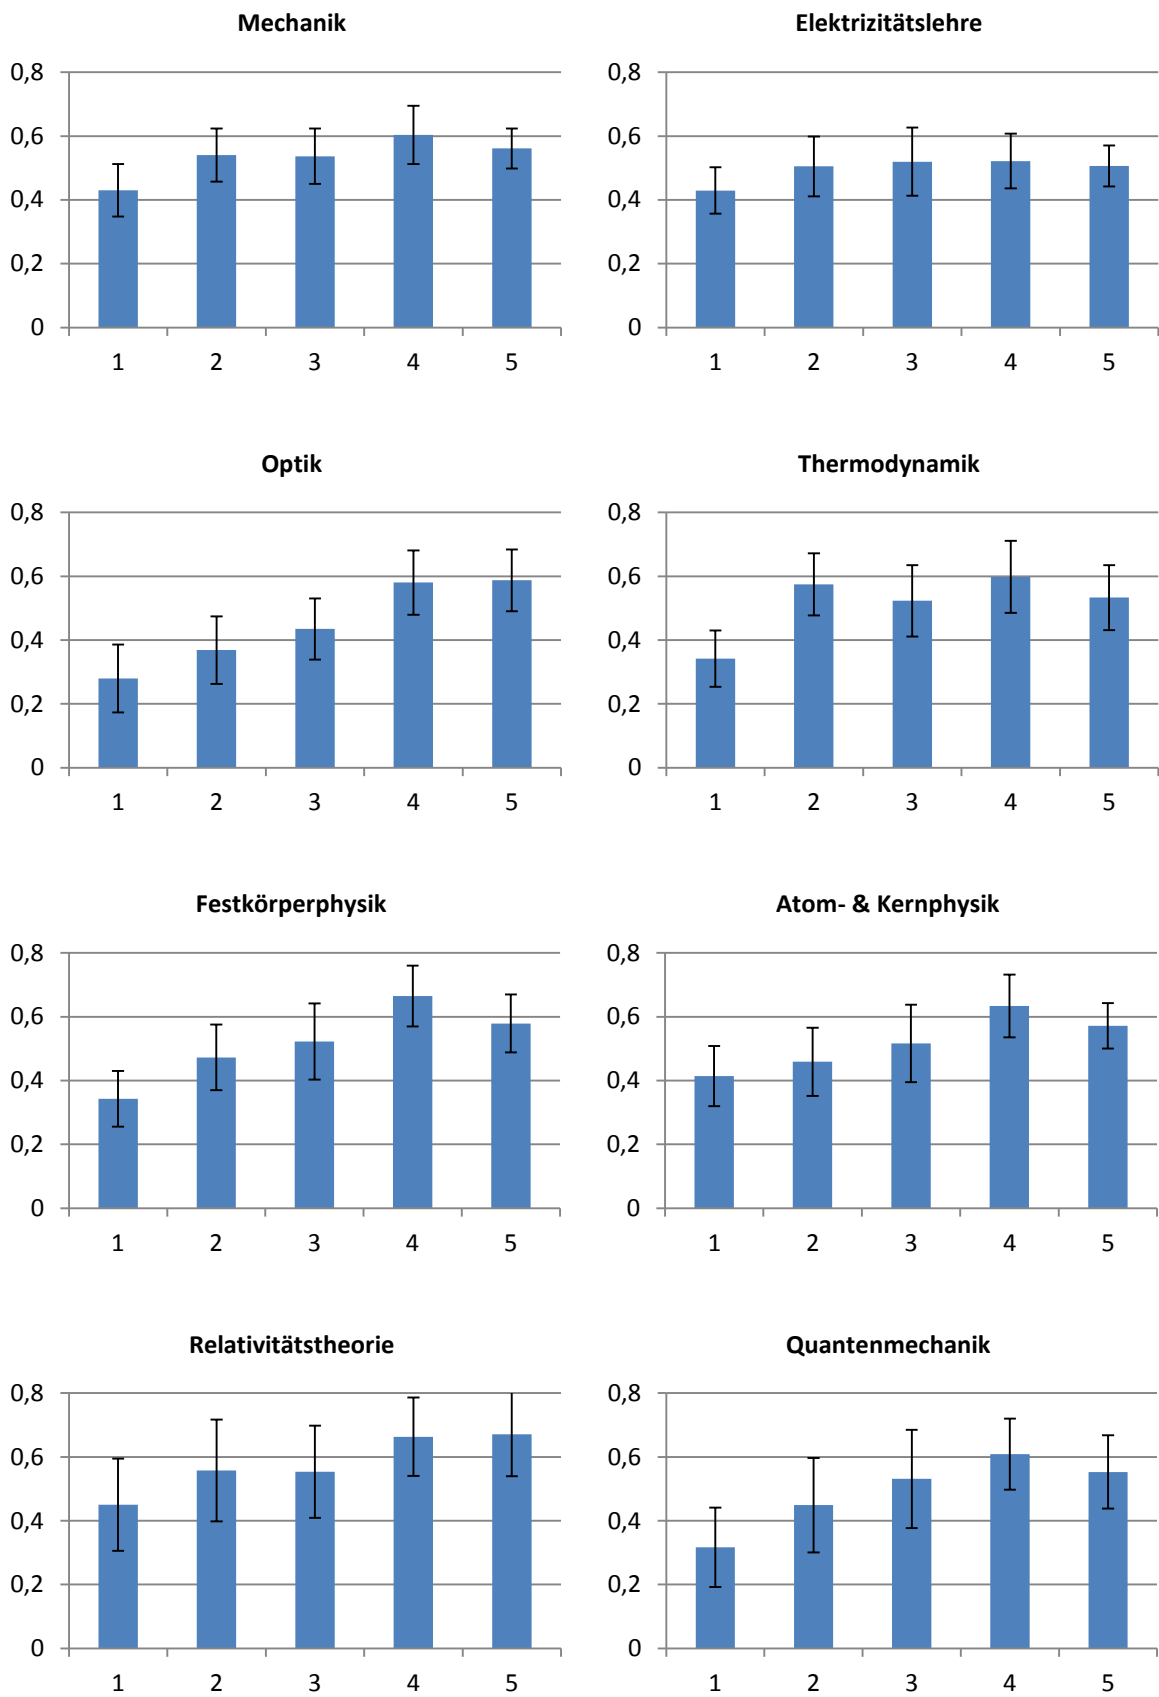 Mechanik
0,8
0,6
0,4
0,2
0
1 2 3 4 5
Elektrizitätslehre
0,8
0,6
0,4
0,2
0
1 2 3 4 5
Optik
0,8
0,6
0,4
0,2
0
1 2 3 4 5
Thermodynamik
0,8
0,6
0,4
0,2
0
1 2 3 4 5
Festkörperphysik
0,8
0,6
0,4
0,2
0
1 2 3 4 5
Atom- & Kernphysik
0,8
0,6
0,4
0,2
0
1 2 3 4 5
Relativitätstheorie
0,8
0,6
0,4
0,2
0
1 2 3 4 5
Quantenmechanik
0,8
0,6
0,4
0,2
0
1 2 3 4 5